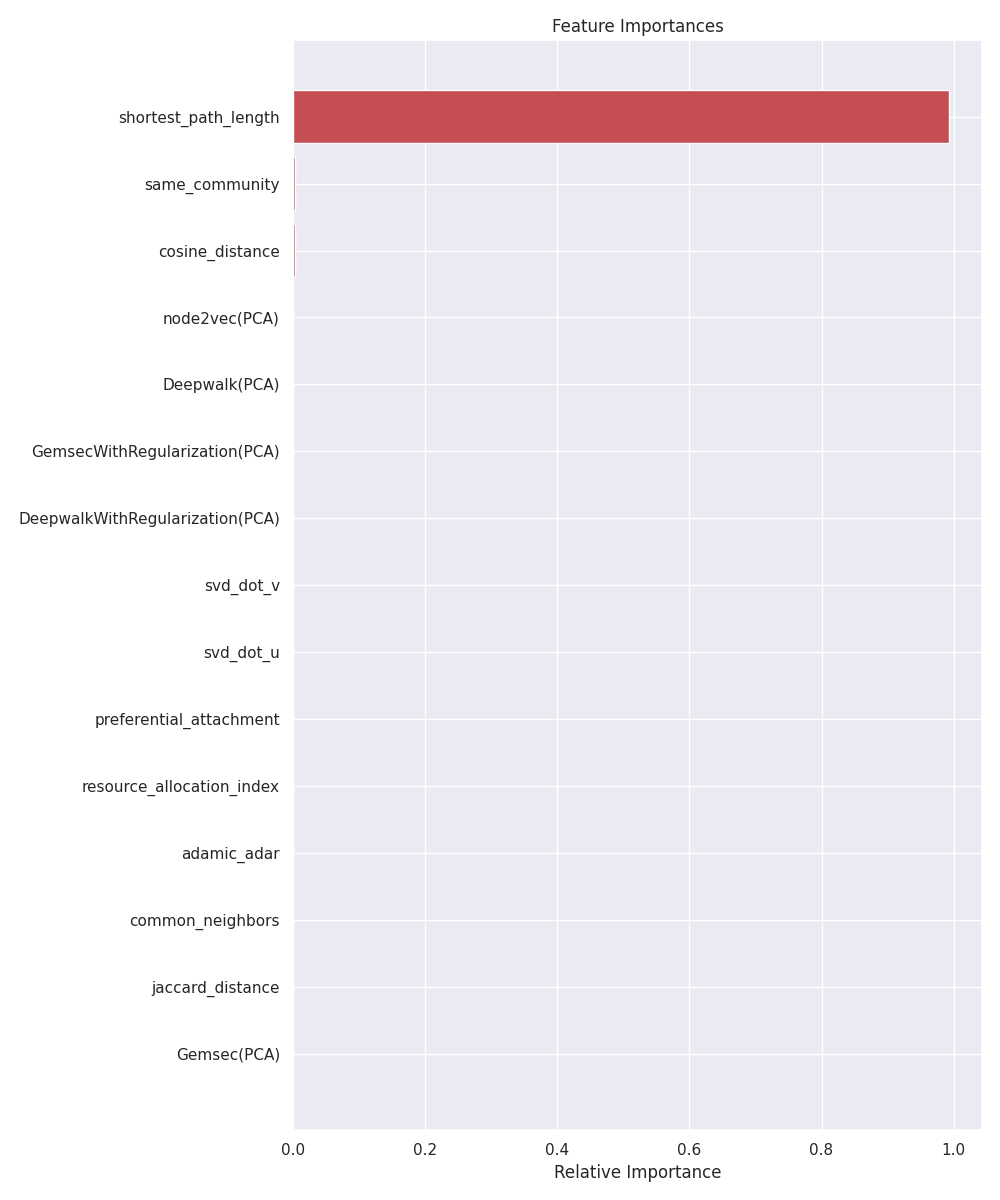 Feature Importances
shortest_path_length
same_community
cosine_distance
node2vec(PCA)
Deepwalk(PCA)
GemsecWithRegularization(PCA)
DeepwalkWithRegularization(PCA)
svd_dot_v
svd_dot_u
preferential_attachment
resource_allocation_index
adamic_adar
common_neighbors
jaccard_distance
Gemsec(PCA)
0.0 0.2 0.4 0.6 0.8 1.0
Relative Importance